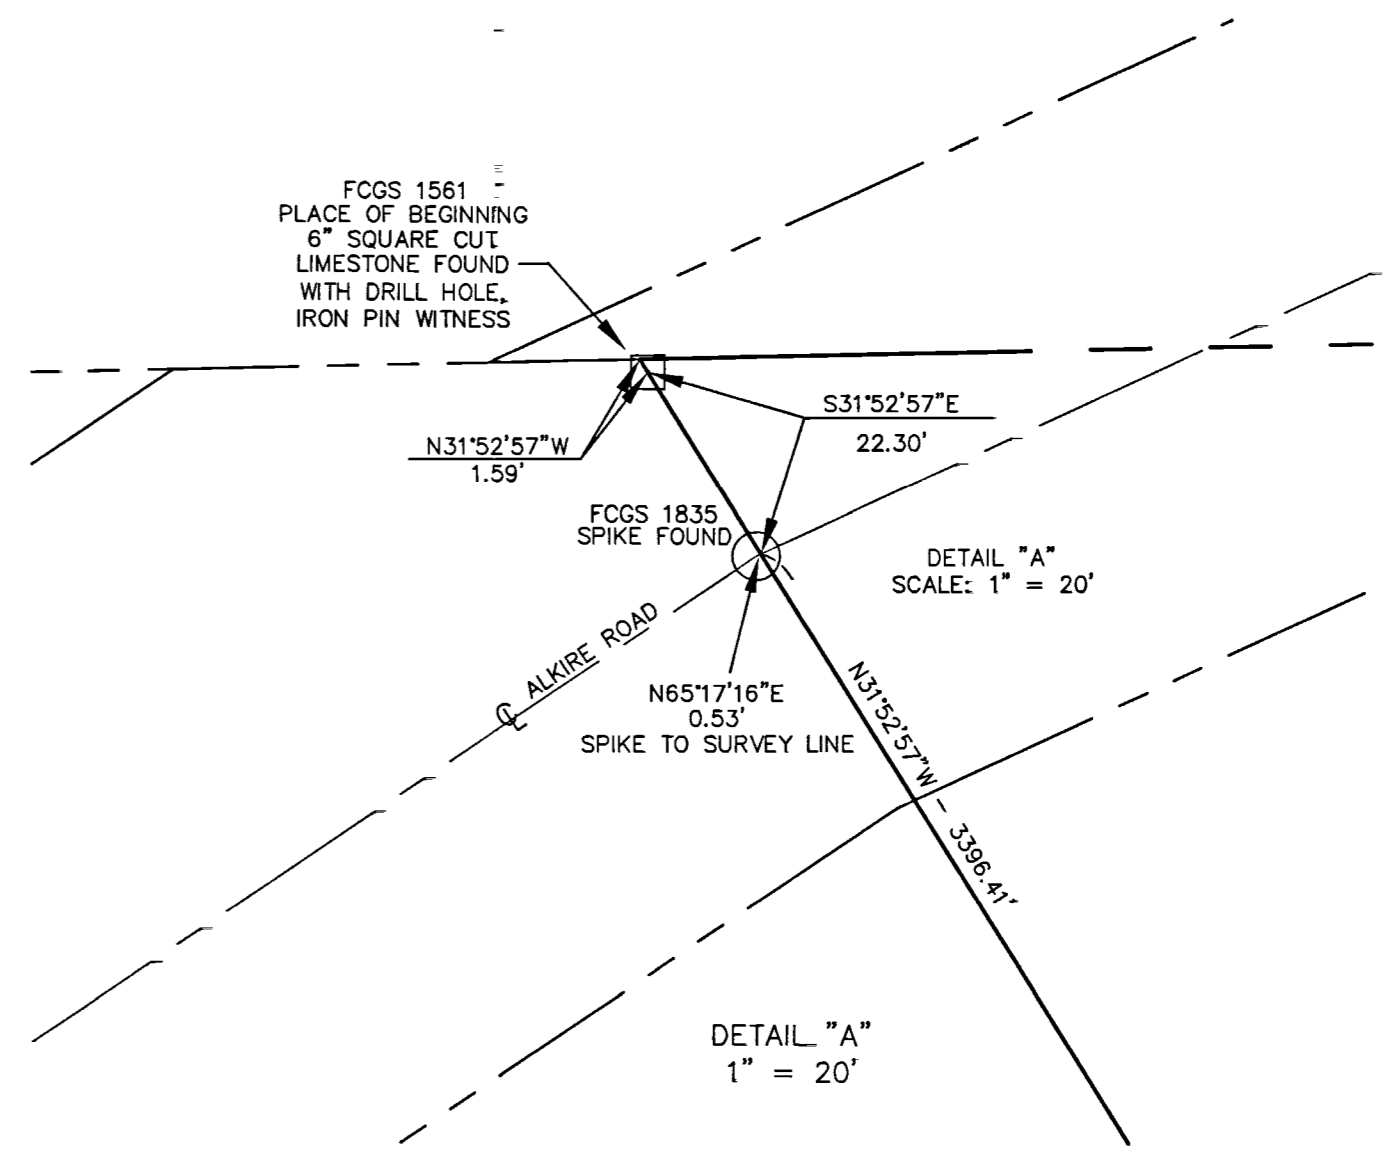 FCGS 1561
PLACE OF BEGINNING
6" SQUARE CUT
LIMESTONE FOUND
WITH DRILL HOLE,
IRON PIN WITNESS
S31°52'57"E
22.30'
N31°52'57"W
1.59'
FCGS 1835
SPIKE FOUND
DETAIL "A"
SCALE: 1" = 20'
℄ ALKIRE ROAD
N65°17'16"E
0.53'
SPIKE TO SURVEY LINE
N31°52'57"W – 3396.41'
DETAIL "A"
1" = 20'